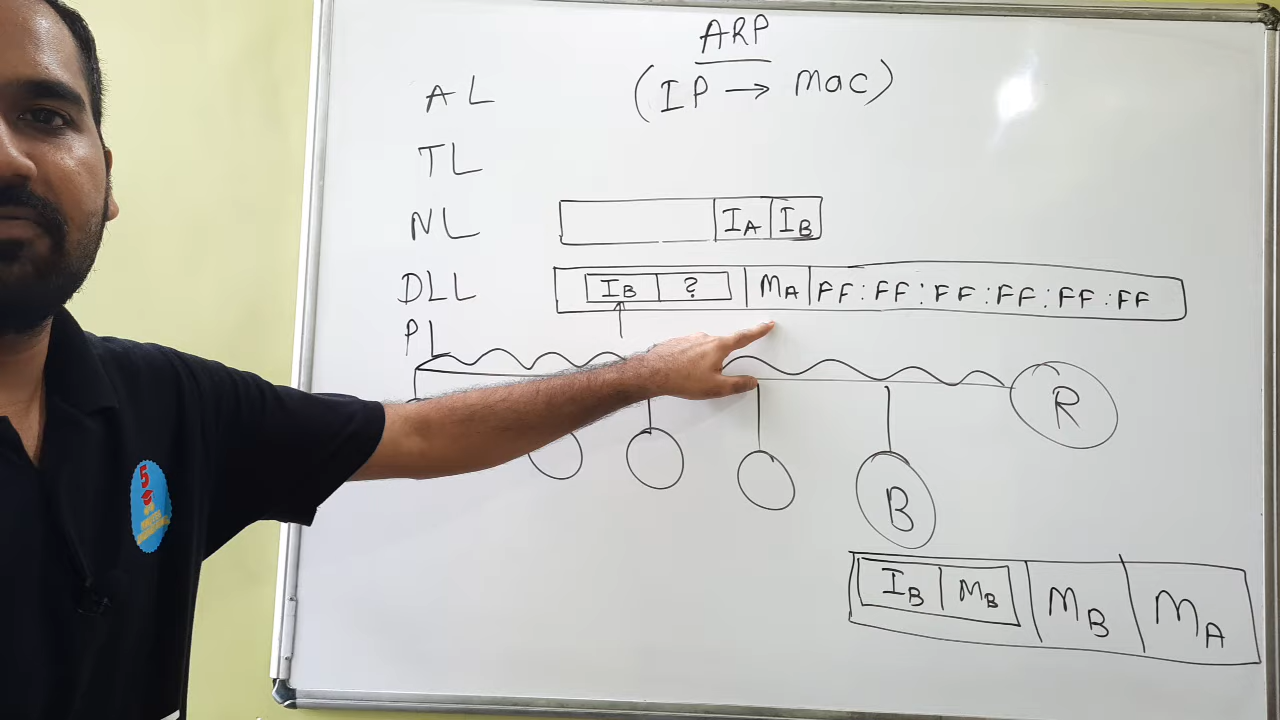 ARP
(IP → MAC)
AL
TL
NL
IA IB
DLL
IB ? MA FF:FF:FF:FF:FF:FF
PL
R
B
IB MB MB MA
5